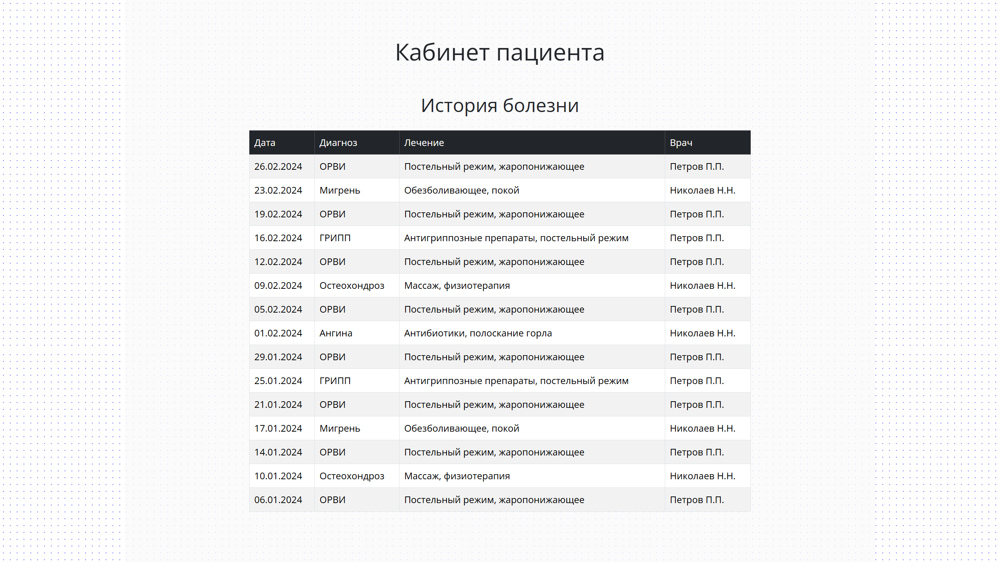 Кабинет пациента
История болезни
Дата Диагноз Лечение Врач
26.02.2024 ОРВИ Постельный режим, жаропонижающее Петров П.П.
23.02.2024 Мигрень Обезболивающее, покой Николаев Н.Н.
19.02.2024 ОРВИ Постельный режим, жаропонижающее Петров П.П.
16.02.2024 ГРИПП Антигриппозные препараты, постельный режим Петров П.П.
12.02.2024 ОРВИ Постельный режим, жаропонижающее Петров П.П.
09.02.2024 Остеохондроз Массаж, физиотерапия Николаев Н.Н.
05.02.2024 ОРВИ Постельный режим, жаропонижающее Петров П.П.
01.02.2024 Ангина Антибиотики, полоскание горла Николаев Н.Н.
29.01.2024 ОРВИ Постельный режим, жаропонижающее Петров П.П.
25.01.2024 ГРИПП Антигриппозные препараты, постельный режим Петров П.П.
21.01.2024 ОРВИ Постельный режим, жаропонижающее Петров П.П.
17.01.2024 Мигрень Обезболивающее, покой Николаев Н.Н.
14.01.2024 ОРВИ Постельный режим, жаропонижающее Петров П.П.
10.01.2024 Остеохондроз Массаж, физиотерапия Николаев Н.Н.
06.01.2024 ОРВИ Постельный режим, жаропонижающее Петров П.П.